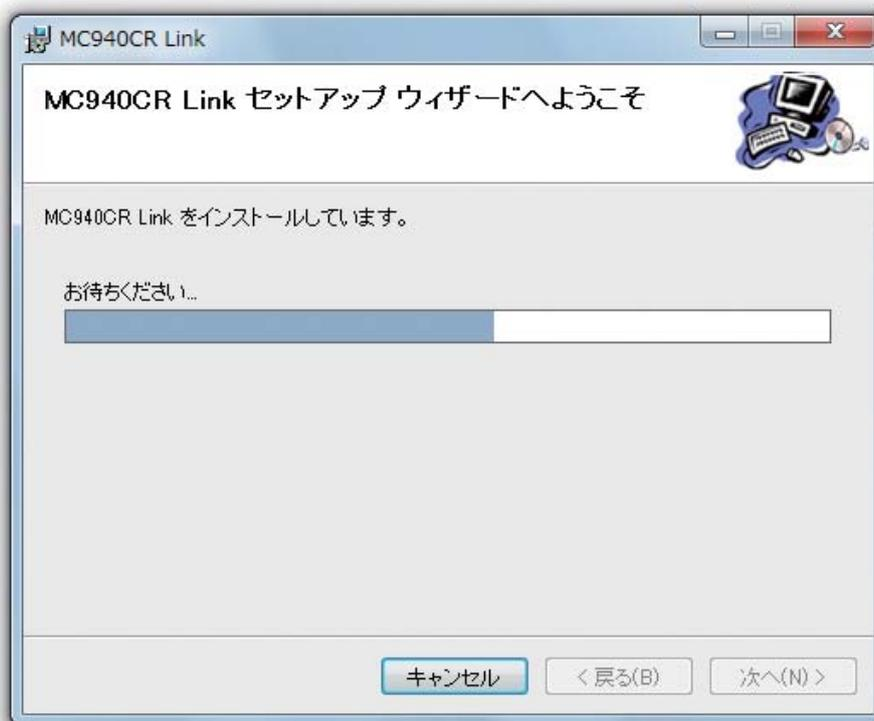 MC940CR Link
MC940CR Link セットアップ ウィザードへようこそ
MC940CR Link をインストールしています。
お待ちください...
キャンセル
< 戻る(B)
次へ(N) >